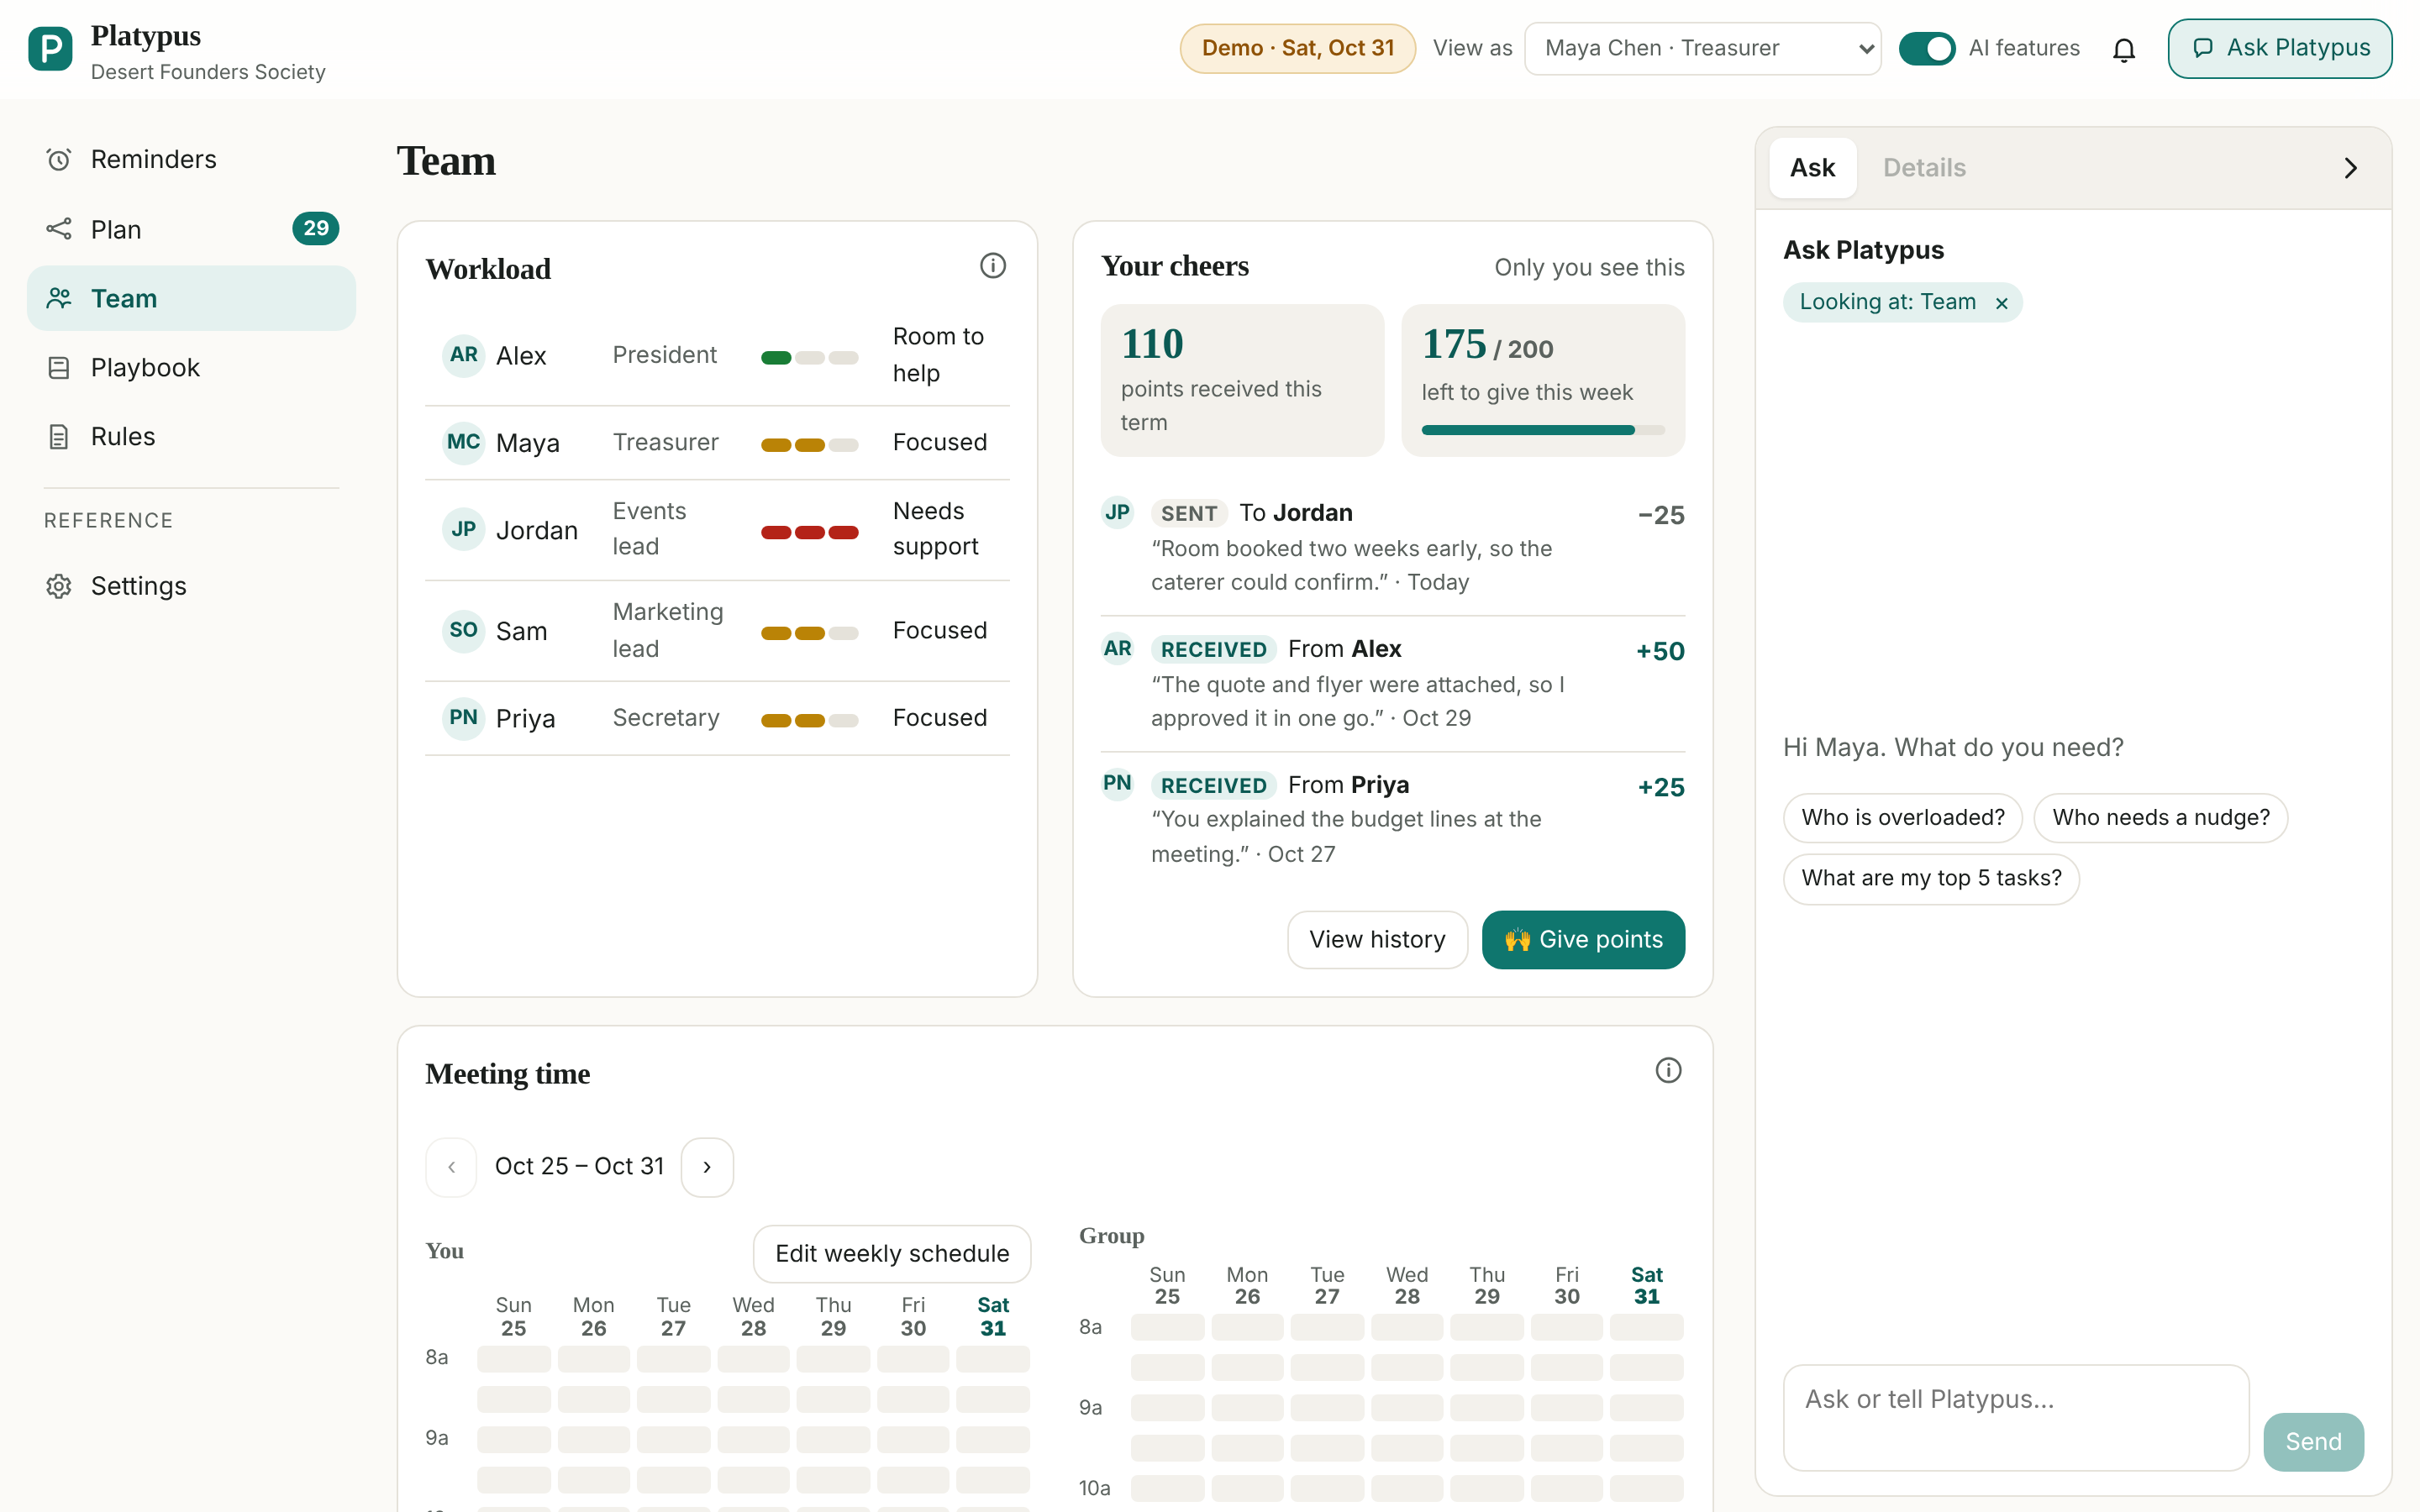 P
Platypus
Desert Founders Society
Demo · Sat, Oct 31
View as
Maya Chen · Treasurer
AI features
Ask Platypus
Reminders
Plan
29
Team
Playbook
Rules
REFERENCE
Settings
Team
Workload
AR Alex President Room to
help
MC Maya Treasurer Focused
JP Jordan Events
lead
Needs
support
SO Sam Marketing
lead
Focused
PN Priya Secretary Focused
Your cheers
Only you see this
110
points received this
term
175 / 200
left to give this week
JP SENT To Jordan −25
“Room booked two weeks early, so the
caterer could confirm.” · Today
AR RECEIVED From Alex +50
“The quote and flyer were attached, so I
approved it in one go.” · Oct 29
PN RECEIVED From Priya +25
“You explained the budget lines at the
meeting.” · Oct 27
View history
🙌 Give points
Meeting time
‹ Oct 25 – Oct 31 ›
You
Edit weekly schedule
Sun Mon Tue Wed Thu Fri Sat
25 26 27 28 29 30 31
8a
9a
Group
Sun Mon Tue Wed Thu Fri Sat
25 26 27 28 29 30 31
8a
9a
10a
Ask
Details
Ask Platypus
Looking at: Team ×
Hi Maya. What do you need?
Who is overloaded?
Who needs a nudge?
What are my top 5 tasks?
Ask or tell Platypus...
Send